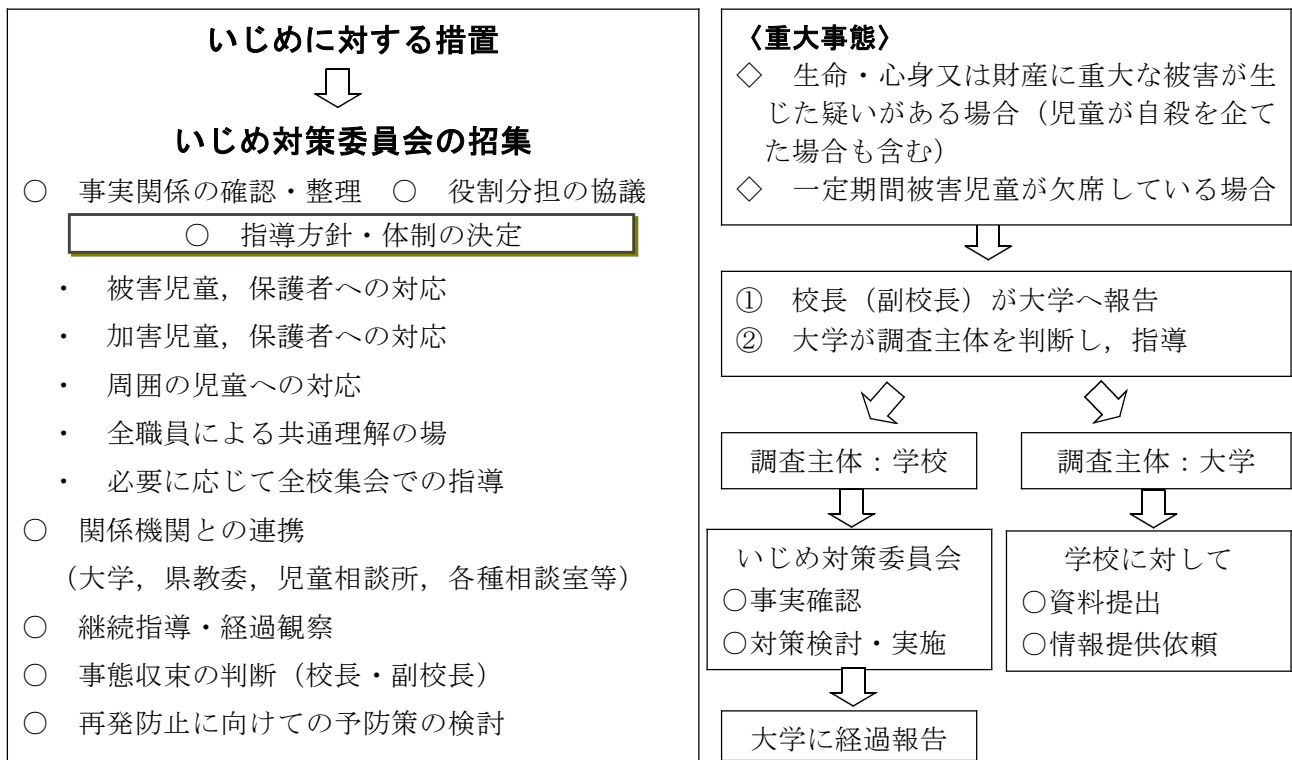 いじめに対する措置
いじめ対策委員会の招集
○　事実関係の確認・整理　○　役割分担の協議
○　指導方針・体制の決定
・　被害児童，保護者への対応
・　加害児童，保護者への対応
・　周囲の児童への対応
・　全職員による共通理解の場
・　必要に応じて全校集会での指導
○　関係機関との連携
（大学，県教委，児童相談所，各種相談室等）
○　継続指導・経過観察
○　事態収束の判断（校長・副校長）
○　再発防止に向けての予防策の検討
〈重大事態〉
◇　生命・心身又は財産に重大な被害が生
じた疑いがある場合（児童が自殺を企て
た場合も含む）
◇　一定期間被害児童が欠席している場合
①　校長（副校長）が大学へ報告
②　大学が調査主体を判断し，指導
調査主体：学校
調査主体：大学
いじめ対策委員会
○事実確認
○対策検討・実施
学校に対して
○資料提出
○情報提供依頼
大学に経過報告